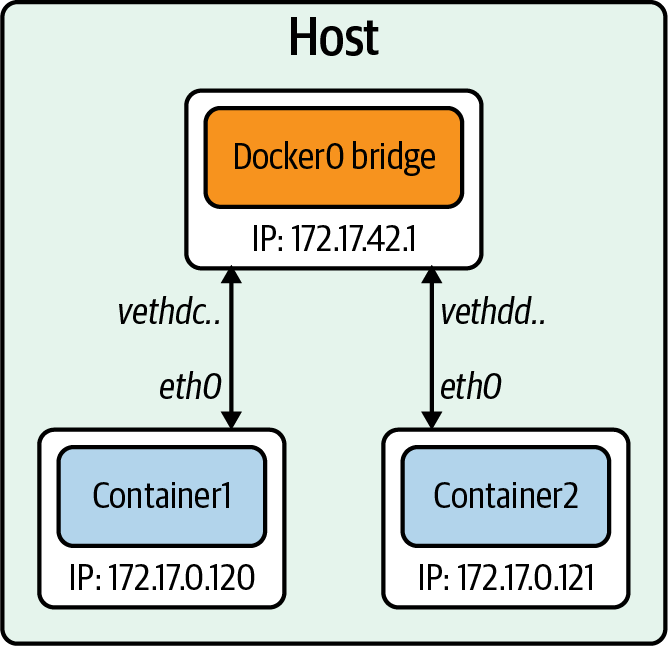 Host
Docker0 bridge
IP: 172.17.42.1
vethdc..
vethdd..
eth0
eth0
Container1
Container2
IP: 172.17.0.120
IP: 172.17.0.121